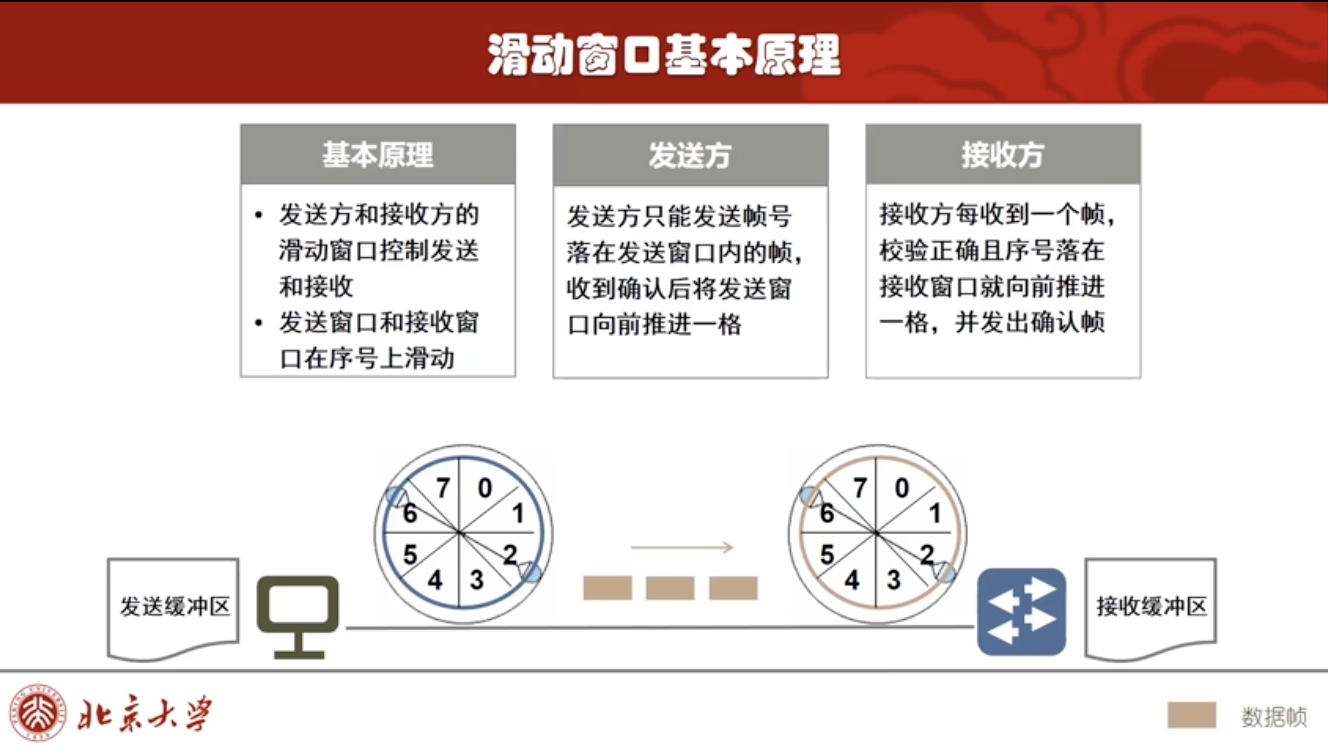 滑动窗口基本原理
基本原理
• 发送方和接收方的
滑动窗口控制发送
和接收
• 发送窗口和接收窗
口在序号上滑动
发送方
发送方只能发送帧号
落在发送窗口内的帧,
收到确认后将发送窗
口向前推进一格
接收方
接收方每收到一个帧,
校验正确且序号落在
接收窗口就向前推进
一格，并发出确认帧
7 0
6 1
5 2
4 3
7 0
6 1
5 2
4 3
发送缓冲区
接收缓冲区
北京大学
数据帧